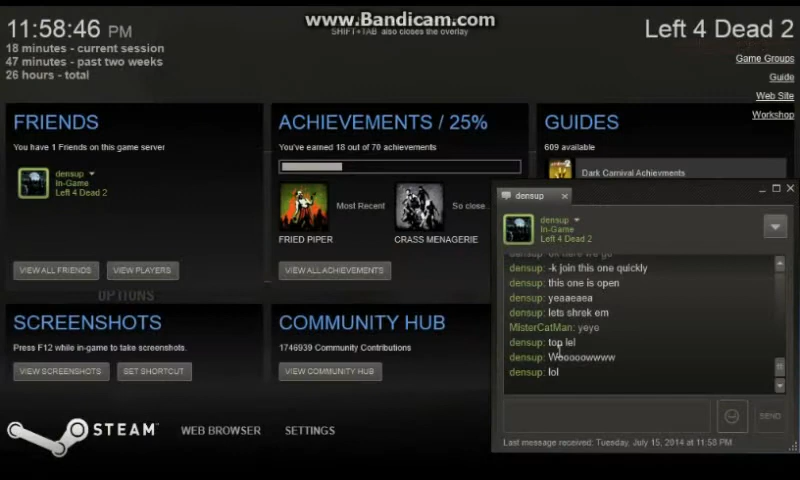 www.Bandicam.com
11:58:46 PM
SHIFT+TAB also closes the overlay
Left 4 Dead 2
18 minutes - current session
47 minutes - past two weeks
26 hours - total
Game Groups
Guide
Web Site
Workshop
FRIENDS
You have 1 Friends on this game server
densup
In-Game
Left 4 Dead 2
VIEW ALL FRIENDS
VIEW PLAYERS
ACHIEVEMENTS / 25%
You've earned 18 out of 70 achievements
Most Recent
So close...
FRIED PIPER
CRASS MENAGERIE
VIEW ALL ACHIEVEMENTS
GUIDES
609 available
Dark Carnival Achievments
OPTIONS
SCREENSHOTS
Press F12 while in-game to take screenshots.
VIEW SCREENSHOTS
SET SHORTCUT
COMMUNITY HUB
1746939 Community Contributions
VIEW COMMUNITY HUB
densup
densup
In-Game
Left 4 Dead 2
densup: ok here we go
densup: -k join this one quickly
densup: this one is open
densup: yeaaeaea
densup: lets shrek em
MisterCatMan: yeye
densup: top lel
densup: Woooooowwww
densup: lol
SEND
Last message received: Tuesday, July 15, 2014 at 11:58 PM
STEAM
WEB BROWSER
SETTINGS